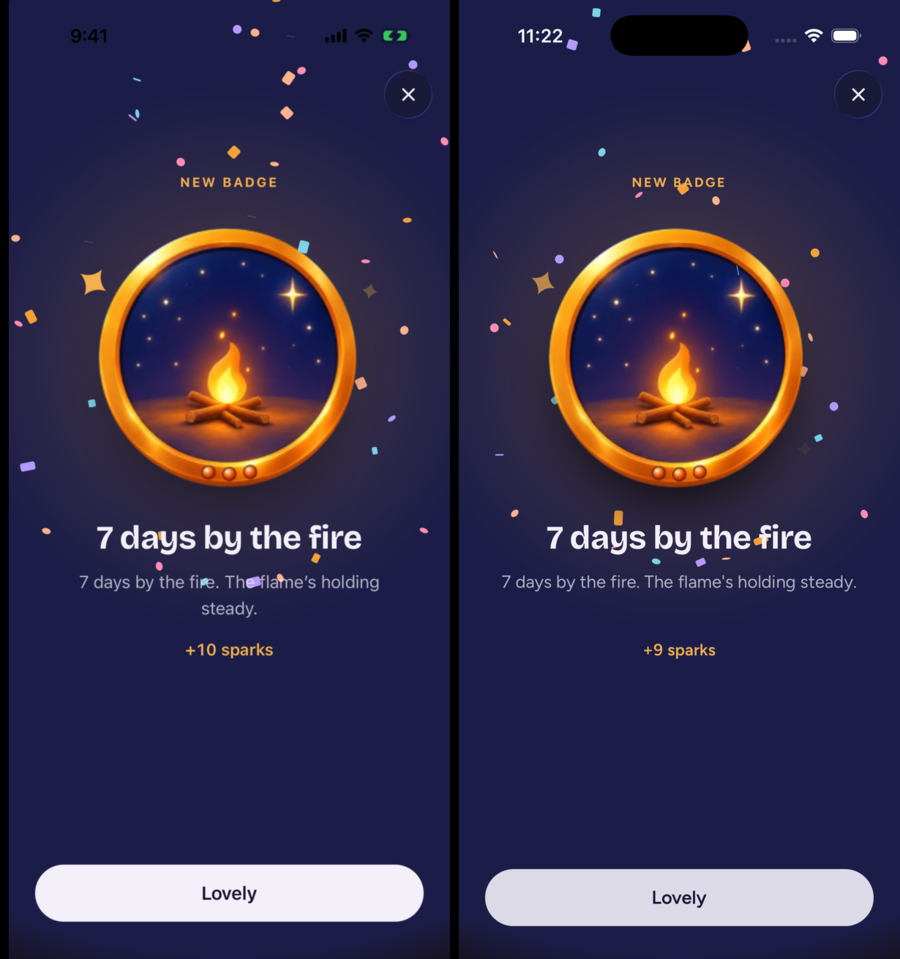 9:41
NEW BADGE
7 days by the fire
7 days by the fire. The flame’s holding
steady.
+10 sparks
Lovely
11:22
NEW BADGE
7 days by the fire
7 days by the fire. The flame's holding steady.
+9 sparks
Lovely